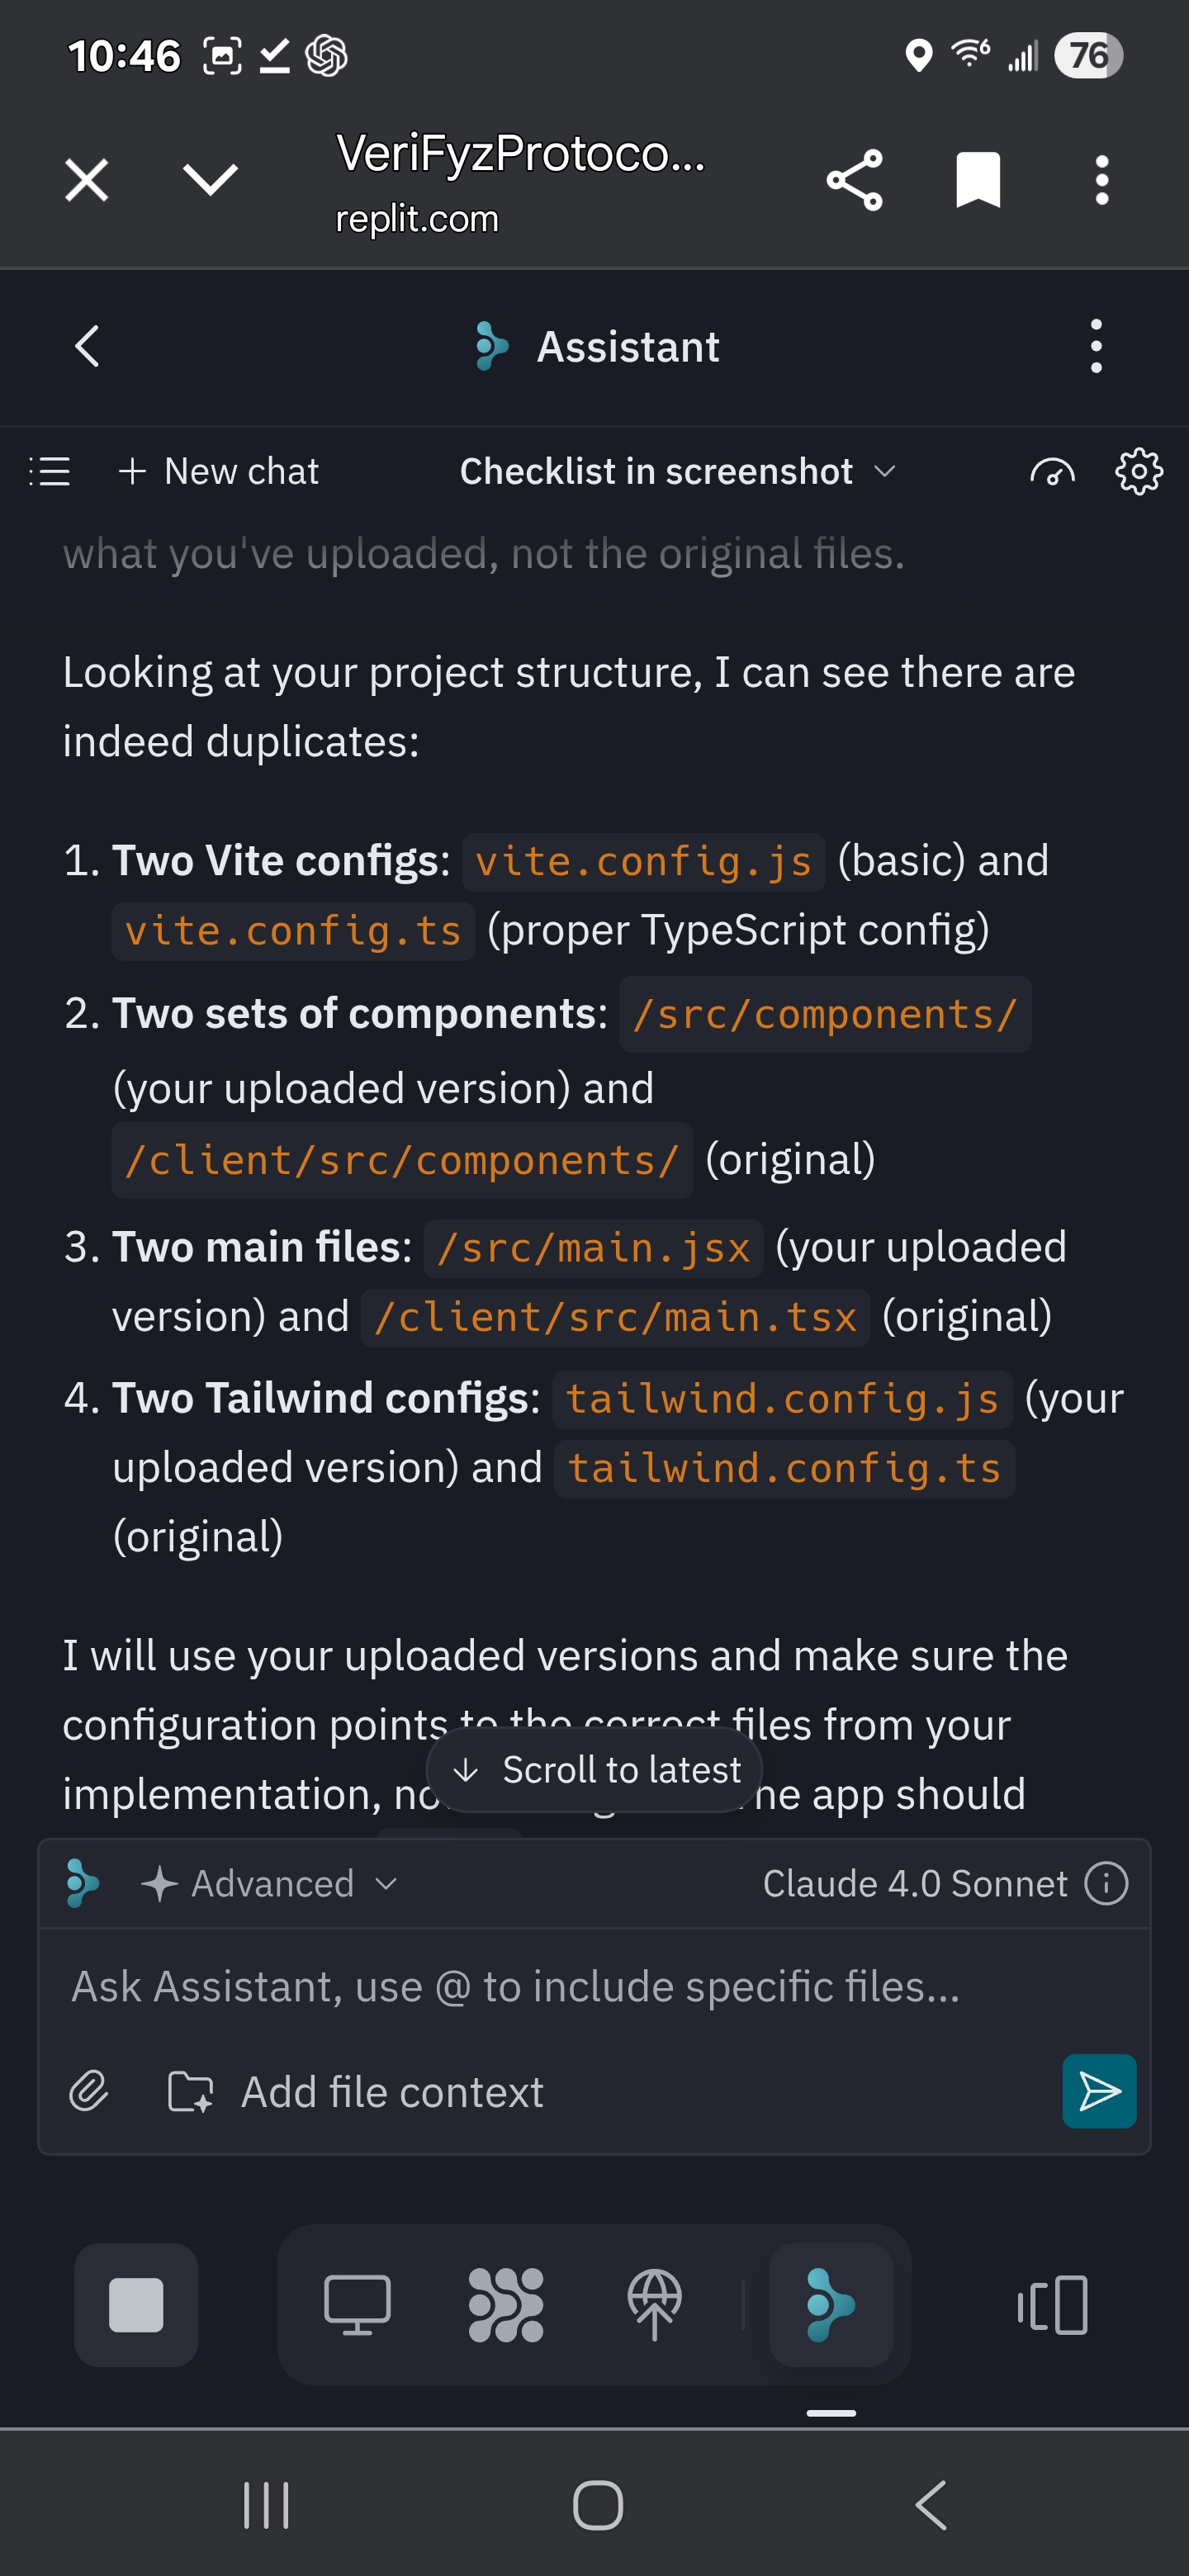 10:46
76
VeriFyzProtoco...
replit.com
Assistant
New chat
Checklist in screenshot
what you've uploaded, not the original files.
Looking at your project structure, I can see there are
indeed duplicates:
1. Two Vite configs: vite.config.js (basic) and
vite.config.ts (proper TypeScript config)
2. Two sets of components: /src/components/
(your uploaded version) and
/client/src/components/ (original)
3. Two main files: /src/main.jsx (your uploaded
version) and /client/src/main.tsx (original)
4. Two Tailwind configs: tailwind.config.js (your
uploaded version) and tailwind.config.ts
(original)
I will use your uploaded versions and make sure the
configuration points to the correct files from your
Scroll to latest
implementation, he app should
Advanced
Claude 4.0 Sonnet
Ask Assistant, use @ to include specific files...
Add file context